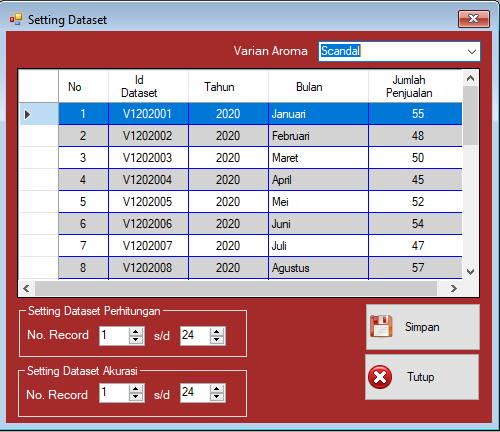 Setting Dataset
Varian Aroma Scandal
No Id Dataset Tahun Bulan Jumlah Penjualan
1 V1202001 2020 Januari 55
2 V1202002 2020 Februari 48
3 V1202003 2020 Maret 50
4 V1202004 2020 April 45
5 V1202005 2020 Mei 52
6 V1202006 2020 Juni 54
7 V1202007 2020 Juli 47
8 V1202008 2020 Agustus 57
Setting Dataset Perhitungan
No. Record 1 s/d 24
Simpan
Setting Dataset Akurasi
No. Record 1 s/d 24
Tutup